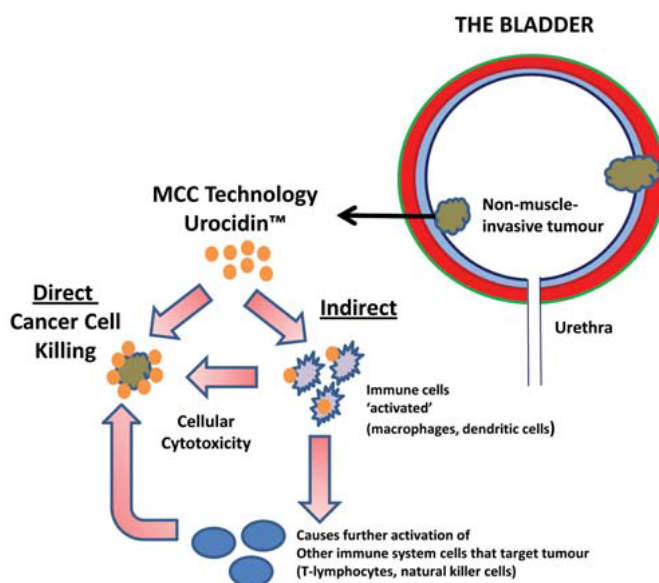 THE BLADDER
MCC Technology
Urocidin™
Non-muscle-
invasive tumour
Direct
Cancer Cell
Killing
Indirect
Urethra
Immune cells
‘activated’
(macrophages, dendritic cells)
Cellular
Cytotoxicity
Causes further activation of
Other immune system cells that target tumour
(T-lymphocytes, natural killer cells)